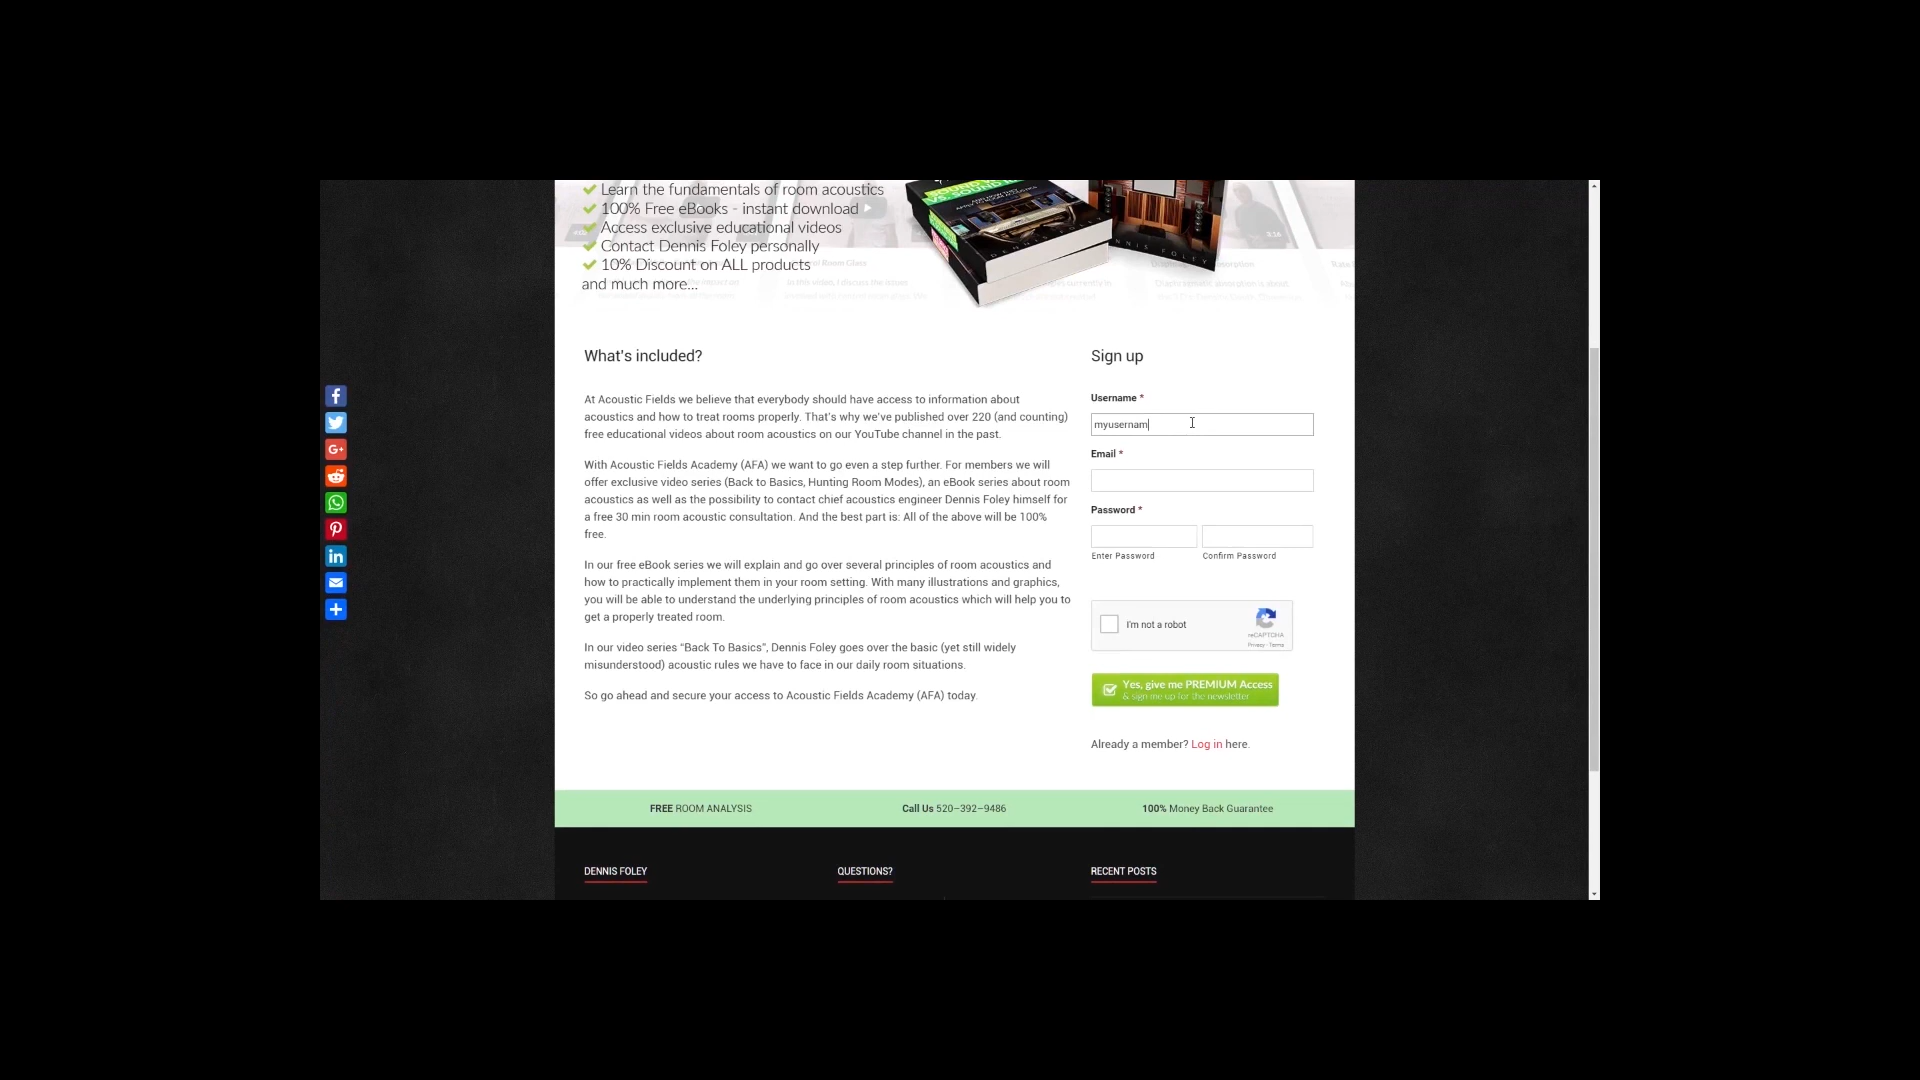 Learn the fundamentals of room acoustics
100% Free eBooks - instant download
Access exclusive educational videos
Contact Dennis Foley personally
10% Discount on ALL products
and much more...
DENNIS FOLEY
3:16
What's included?
At Acoustic Fields we believe that everybody should have access to information about
acoustics and how to treat rooms properly. That's why we've published over 220 (and counting)
free educational videos about room acoustics on our YouTube channel in the past.
With Acoustic Fields Academy (AFA) we want to go even a step further. For members we will
offer exclusive video series (Back to Basics, Hunting Room Modes), an eBook series about room
acoustics as well as the possibility to contact chief acoustics engineer Dennis Foley himself for
a free 30 min room acoustic consultation. And the best part is: All of the above will be 100%
free.
In our free eBook series we will explain and go over several principles of room acoustics and
how to practically implement them in your room setting. With many illustrations and graphics,
you will be able to understand the underlying principles of room acoustics which will help you to
get a properly treated room.
In our video series “Back To Basics”, Dennis Foley goes over the basic (yet still widely
misunderstood) acoustic rules we have to face in our daily room situations.
So go ahead and secure your access to Acoustic Fields Academy (AFA) today.
Sign up
Username *
myusernam
Email *
Password *
Enter Password
Confirm Password
I'm not a robot
reCAPTCHA
Privacy - Terms
Yes, give me PREMIUM Access
& sign me up for the newsletter
Already a member? Log in here.
FREE ROOM ANALYSIS
Call Us 520–392–9486
100% Money Back Guarantee
DENNIS FOLEY
QUESTIONS?
RECENT POSTS